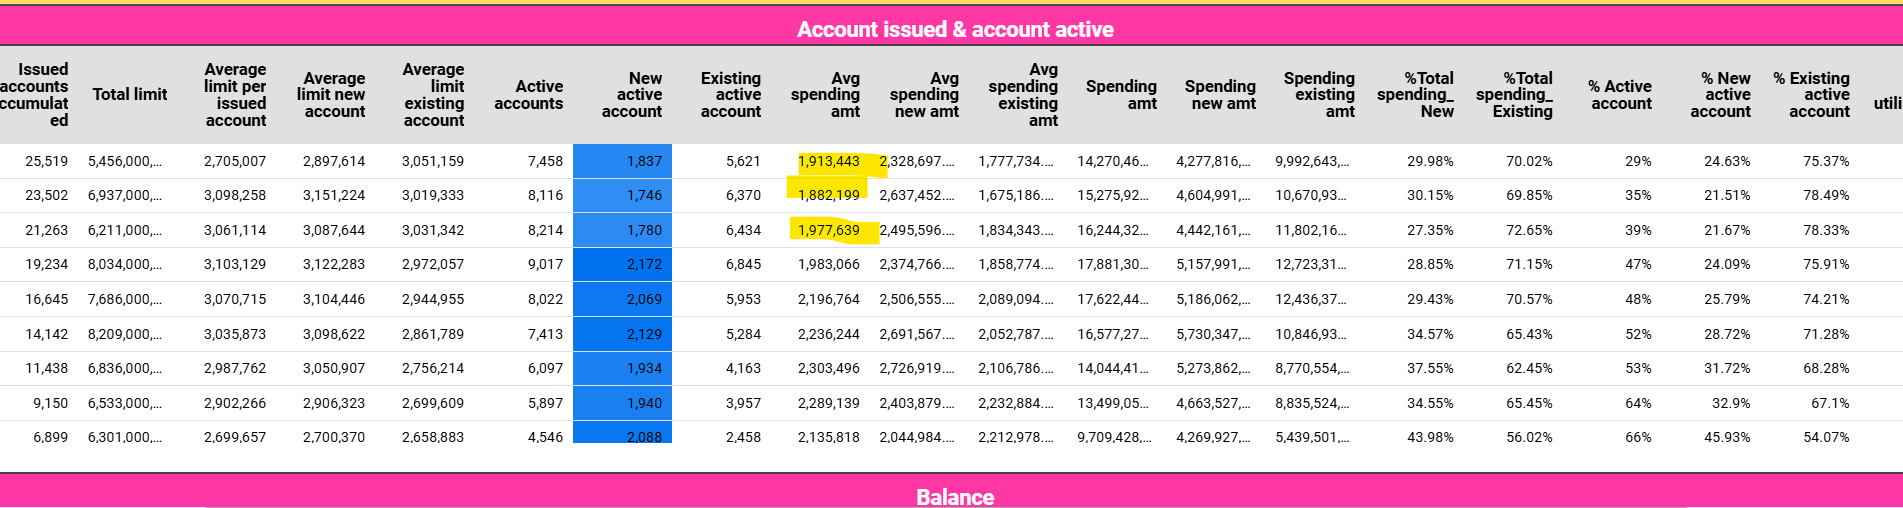 Account issued & account active
Issued accounts ccumulat ed Total limit Average limit per issued account Average limit new account Average limit existing account Active accounts New active account Existing active account Avg spending amt Avg spending new amt Avg spending existing amt Spending amt Spending new amt Spending existing amt %Total spending_ New %Total spending_ Existing % Active account % New active account % Existing active account utili
25,519 5,456,000,... 2,705,007 2,897,614 3,051,159 7,458 1,837 5,621 1,913,443 2,328,697.... 1,777,734.... 14,270,46... 4,277,816,... 9,992,643,... 29.98% 70.02% 29% 24.63% 75.37%
23,502 6,937,000,... 3,098,258 3,151,224 3,019,333 8,116 1,746 6,370 1,882,199 2,637,452.... 1,675,186.... 15,275,92... 4,604,991,... 10,670,93... 30.15% 69.85% 35% 21.51% 78.49%
21,263 6,211,000,... 3,061,114 3,087,644 3,031,342 8,214 1,780 6,434 1,977,639 2,495,596.... 1,834,343.... 16,244,32... 4,442,161,... 11,802,16... 27.35% 72.65% 39% 21.67% 78.33%
19,234 8,034,000,... 3,103,129 3,122,283 2,972,057 9,017 2,172 6,845 1,983,066 2,374,766.... 1,858,774.... 17,881,30... 5,157,991,... 12,723,31... 28.85% 71.15% 47% 24.09% 75.91%
16,645 7,686,000,... 3,070,715 3,104,446 2,944,955 8,022 2,069 5,953 2,196,764 2,506,555.... 2,089,094.... 17,622,44... 5,186,062,... 12,436,37... 29.43% 70.57% 48% 25.79% 74.21%
14,142 8,209,000,... 3,035,873 3,098,622 2,861,789 7,413 2,129 5,284 2,236,244 2,691,567.... 2,052,787.... 16,577,27... 5,730,347,... 10,846,93... 34.57% 65.43% 52% 28.72% 71.28%
11,438 6,836,000,... 2,987,762 3,050,907 2,756,214 6,097 1,934 4,163 2,303,496 2,726,919.... 2,106,786.... 14,044,41... 5,273,862,... 8,770,554,... 37.55% 62.45% 53% 31.72% 68.28%
9,150 6,533,000,... 2,902,266 2,906,323 2,699,609 5,897 1,940 3,957 2,289,139 2,403,879.... 2,232,884.... 13,499,05... 4,663,527,... 8,835,524,... 34.55% 65.45% 64% 32.9% 67.1%
6,899 6,301,000,... 2,699,657 2,700,370 2,658,883 4,546 2,088 2,458 2,135,818 2,044,984.... 2,212,978.... 9,709,428,... 4,269,927,... 5,439,501,... 43.98% 56.02% 66% 45.93% 54.07%
Balance